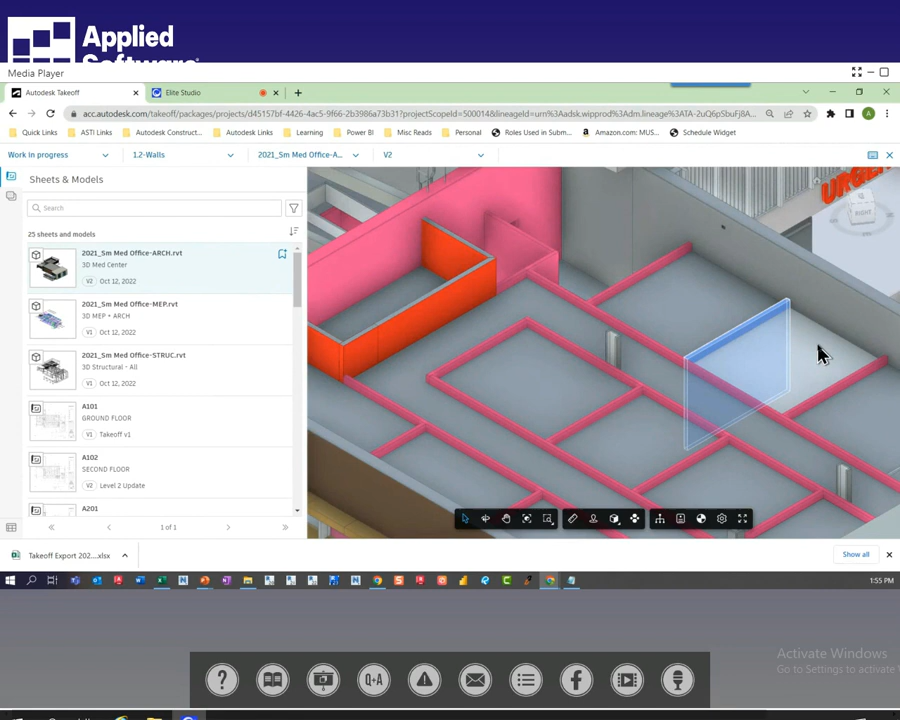 Applied
Software
Media Player
Autodesk Takeoff
Elite Studio
acc.autodesk.com/takeoff/packages/projects/d45157bf-4426-4ac5-9f66-2b3986a73b31?projectScopeId=500014&lineageUrn=urn%3Aadsk.wipprod%3Adm.lineage%3ATA-2uQ6pSbuFj8A...
A
Quick Links
ASTI Links
Autodesk Construct...
Autodesk Links
Learning
Power BI
Misc Reads
Personal
Roles Used in Subm...
Amazon.com: MUS...
Schedule Widget
Work in progress
1.2-Walls
2021_Sm Med Office-A...
V2
Sheets & Models
Search
25 sheets and models
2021_Sm Med Office-ARCH.rvt
3D Med Center
V2 Oct 12, 2022
2021_Sm Med Office-MEP.rvt
3D MEP + ARCH
V1 Oct 12, 2022
2021_Sm Med Office-STRUC.rvt
3D Structural - All
V1 Oct 12, 2022
A101
GROUND FLOOR
V1 Takeoff v1
A102
SECOND FLOOR
V2 Level 2 Update
A201
1 of 1
URGE
RIGHT
Takeoff Export 202....xlsx
Show all
1:55 PM
Activate Windows
Go to Settings to activate
?
Q+A